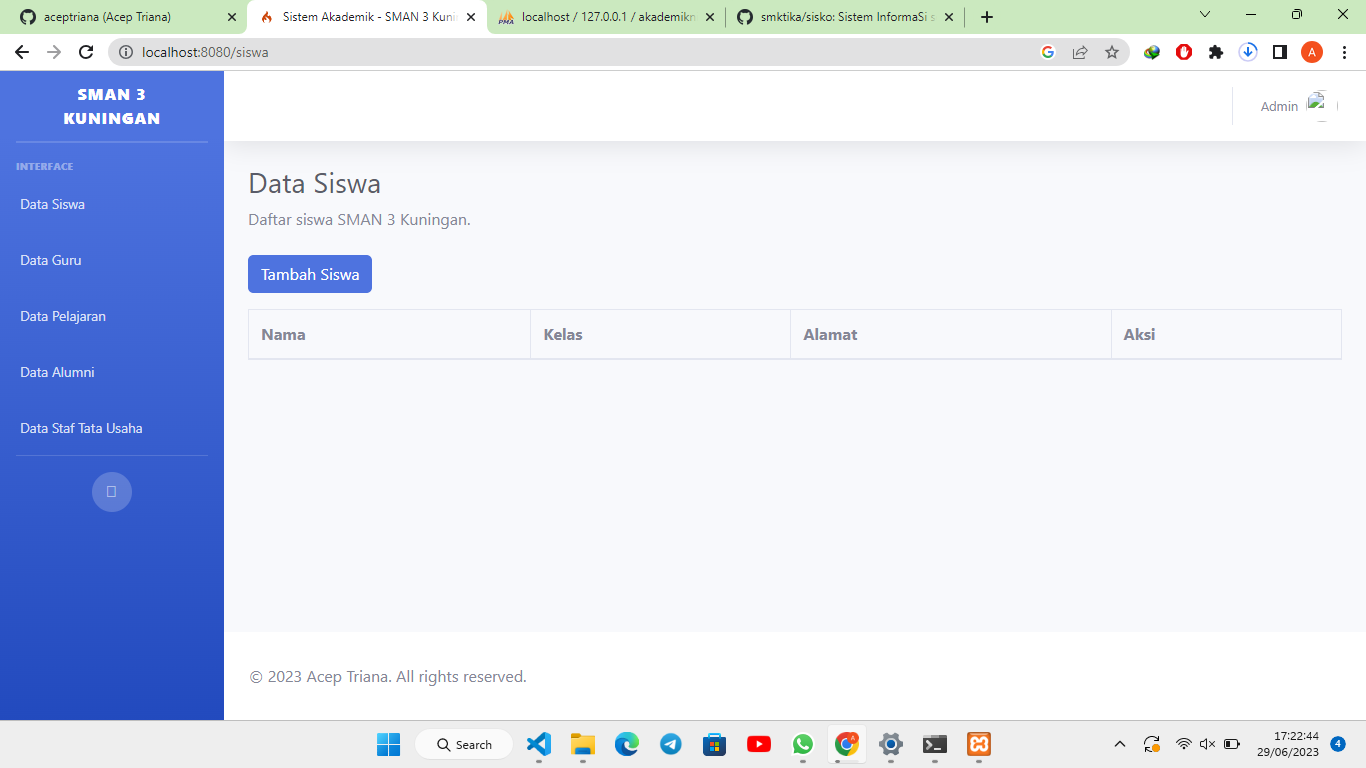 aceptriana (Acep Triana)
Sistem Akademik - SMAN 3 Kunin
localhost / 127.0.0.1 / akademikn
smktika/sisko: Sistem InformaSi s
localhost:8080/siswa
A
SMAN 3
KUNINGAN
Admin
INTERFACE
Data Siswa
Data Guru
Data Pelajaran
Data Alumni
Data Staf Tata Usaha
Data Siswa
Daftar siswa SMAN 3 Kuningan.
Tambah Siswa
Nama Kelas Alamat Aksi
© 2023 Acep Triana. All rights reserved.
Search
17:22:44
29/06/2023
4